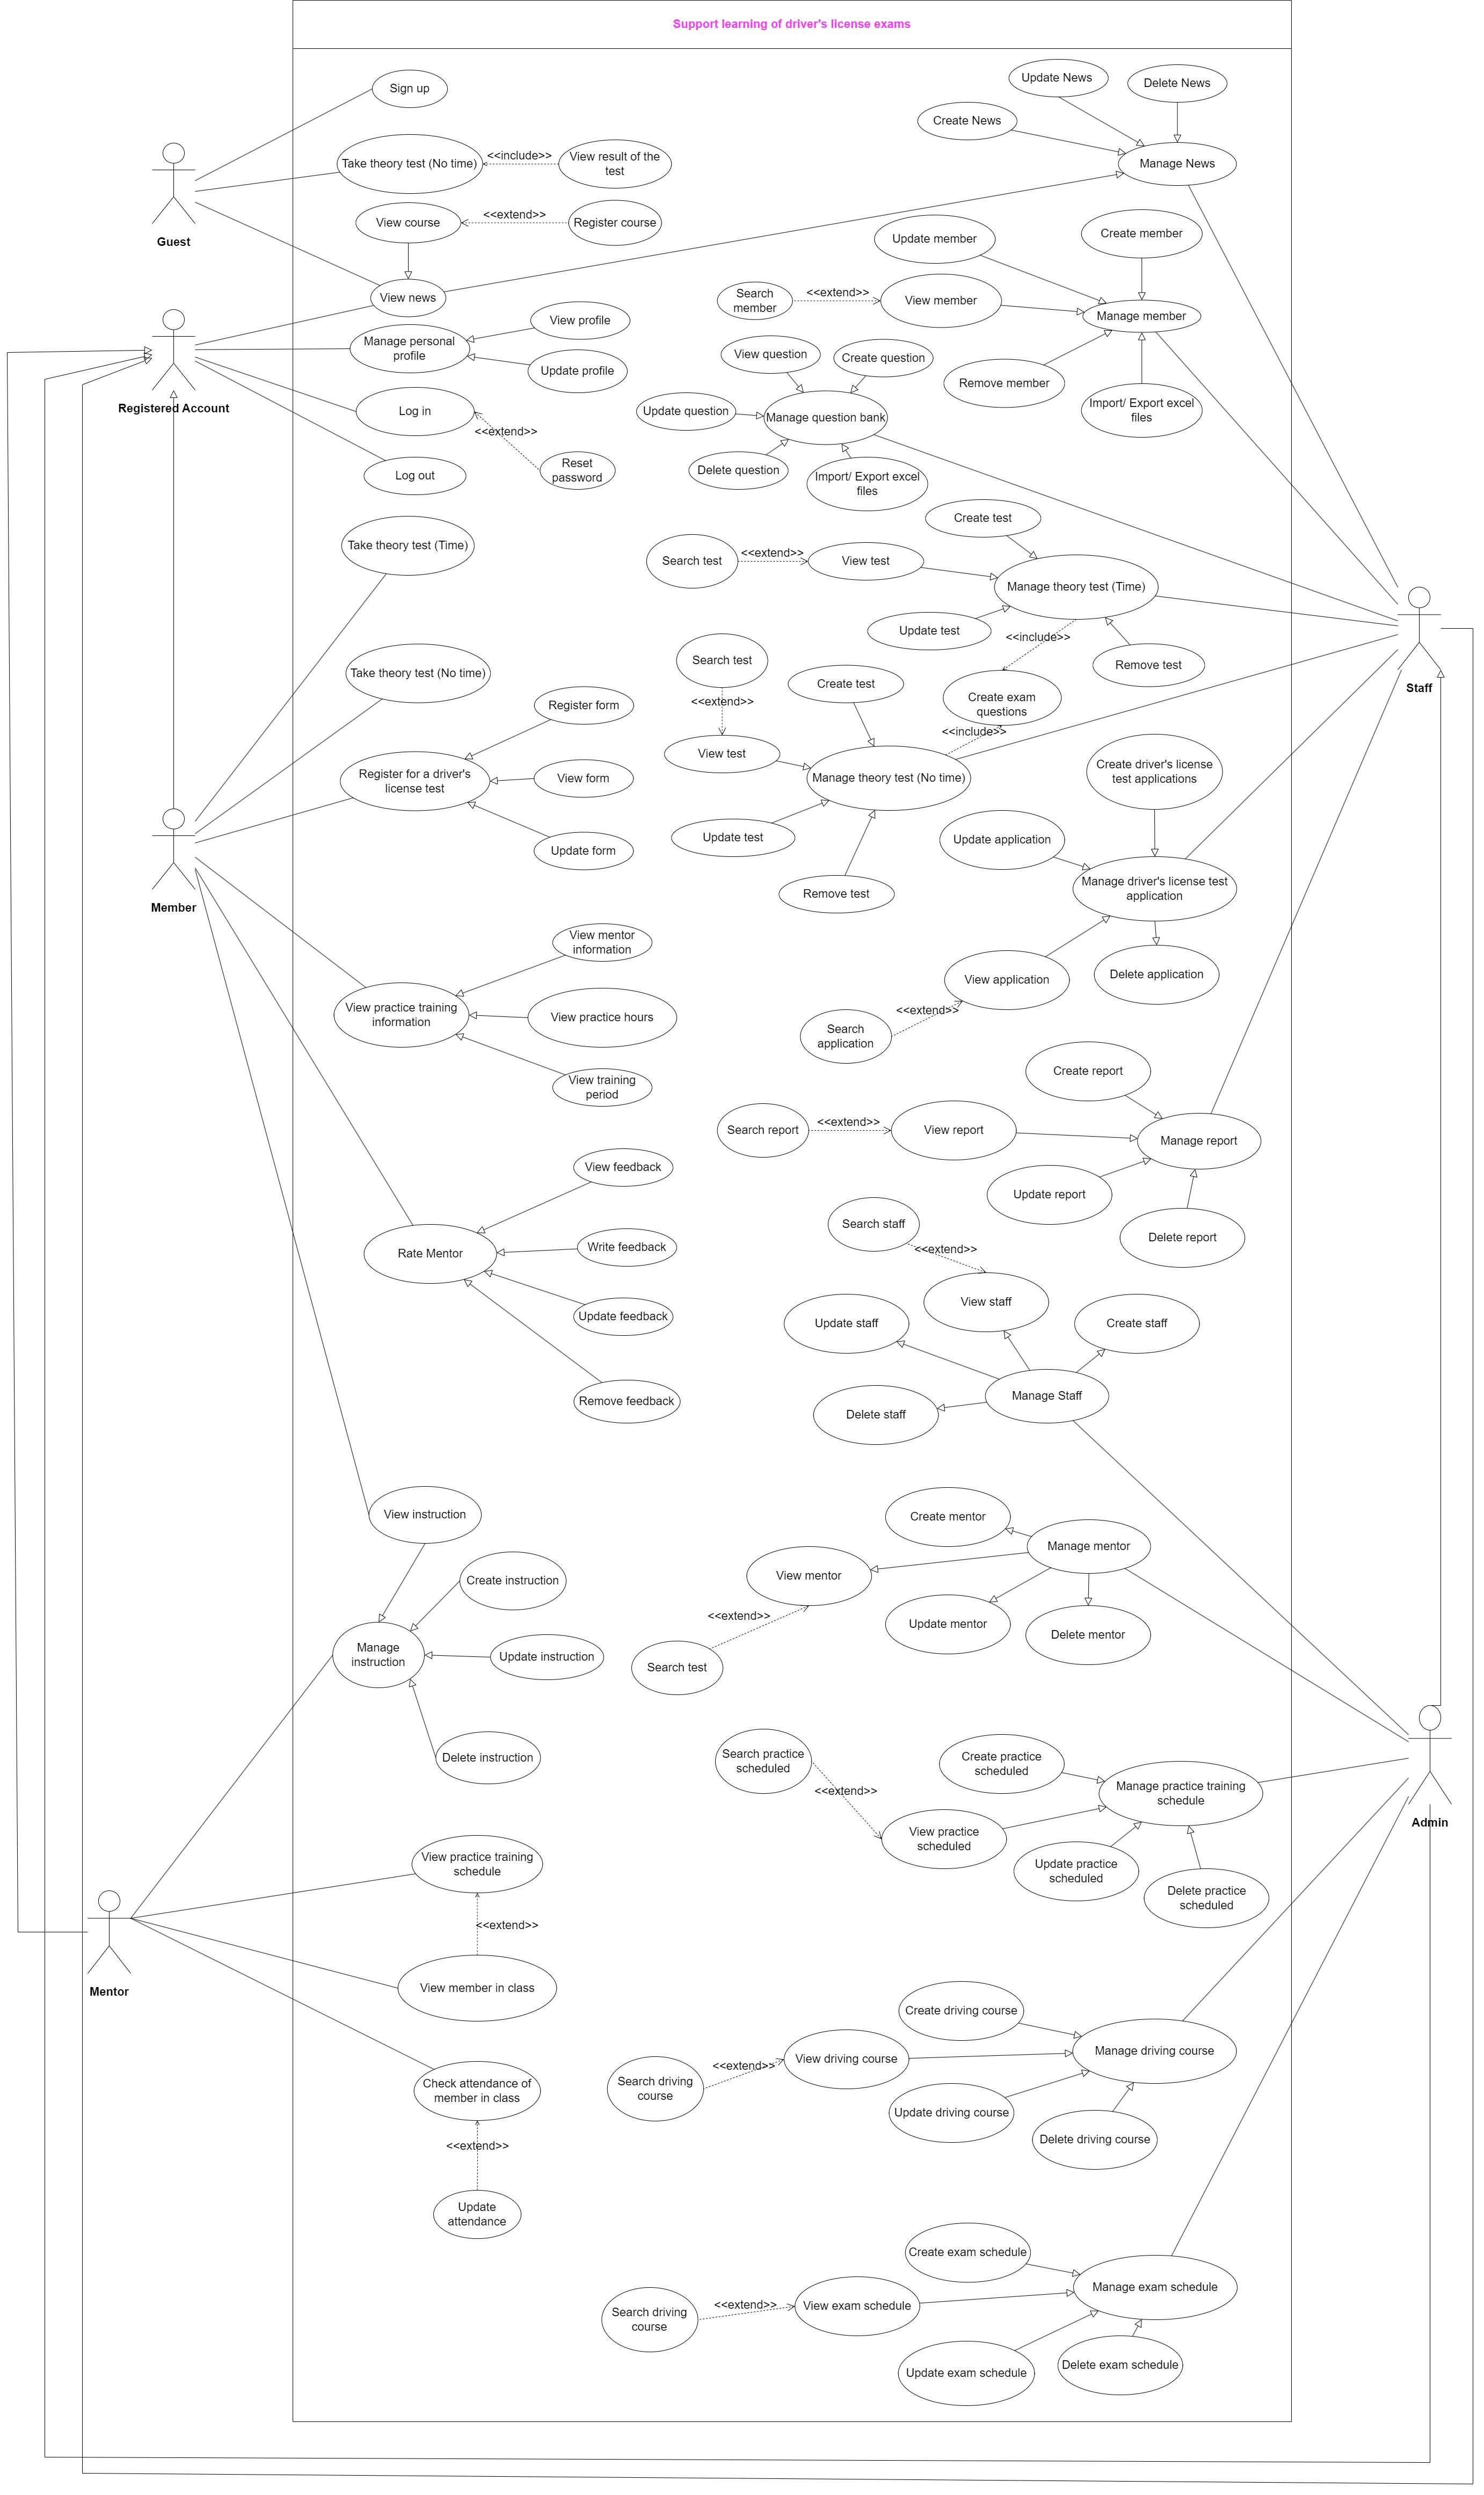 Support learning of driver's license exams
Sign up
Update News
Delete News
Create News
Take theory test (No time)
<<include>>
View result of the
test
Manage News
Guest
View course
<<extend>>
Register course
Update member
Create member
View news
Search
member
<<extend>>
View member
Manage member
View profile
Manage personal
profile
Update profile
View question
Create question
Remove member
Import/ Export excel
files
Registered Account
Log in
<<extend>>
Reset
password
Log out
Update question
Manage question bank
Delete question
Import/ Export excel
files
Take theory test (Time)
Create test
Search test
<<extend>>
View test
Manage theory test (Time)
Update test
<<include>>
Remove test
Staff
Take theory test (No time)
Search test
<<extend>>
Create test
Create exam
questions
<<include>>
View test
Manage theory test (No time)
Update test
Remove test
Register form
Register for a driver's
license test
View form
Update form
Member
Create driver's license
test applications
Update application
Manage driver's license test
application
View application
Delete application
Search
application
<<extend>>
View mentor
information
View practice training
information
View practice hours
View training
period
Create report
Search report
<<extend>>
View report
Manage report
Update report
Delete report
View feedback
Rate Mentor
Write feedback
Update feedback
Remove feedback
Search staff
<<extend>>
View staff
Update staff
Create staff
Manage Staff
Delete staff
View instruction
Create instruction
Manage
instruction
Update instruction
Delete instruction
Create mentor
Manage mentor
View mentor
Update mentor
Delete mentor
<<extend>>
Search test
Search practice
scheduled
<<extend>>
Create practice
scheduled
Manage practice training
schedule
View practice
scheduled
Update practice
scheduled
Delete practice
scheduled
Admin
View practice training
schedule
<<extend>>
View member in class
Mentor
Check attendance of
member in class
<<extend>>
Update
attendance
Create driving course
Manage driving course
View driving course
<<extend>>
Search driving
course
Update driving course
Delete driving course
Create exam schedule
Manage exam schedule
View exam schedule
<<extend>>
Search driving
course
Update exam schedule
Delete exam schedule